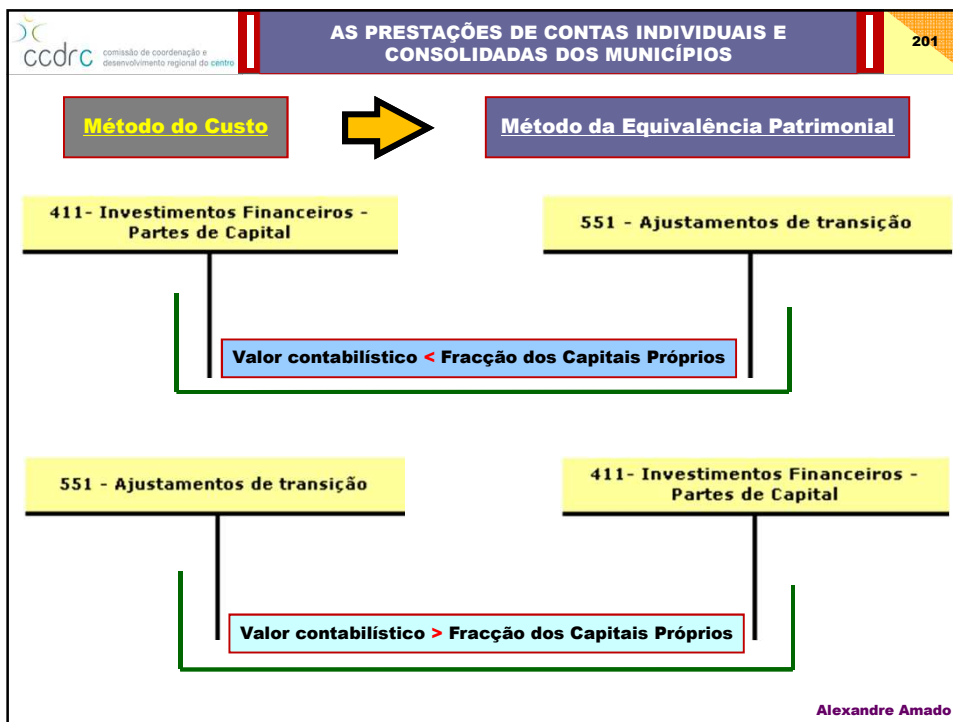 ccdrc
comissão de coordenação e
desenvolvimento regional do centro
AS PRESTAÇÕES DE CONTAS INDIVIDUAIS E
CONSOLIDADAS DOS MUNICÍPIOS
201
Método do Custo
Método da Equivalência Patrimonial
411- Investimentos Financeiros -
Partes de Capital
551 - Ajustamentos de transição
Valor contabilístico < Fracção dos Capitais Próprios
551 - Ajustamentos de transição
411- Investimentos Financeiros -
Partes de Capital
Valor contabilístico > Fracção dos Capitais Próprios
Alexandre Amado